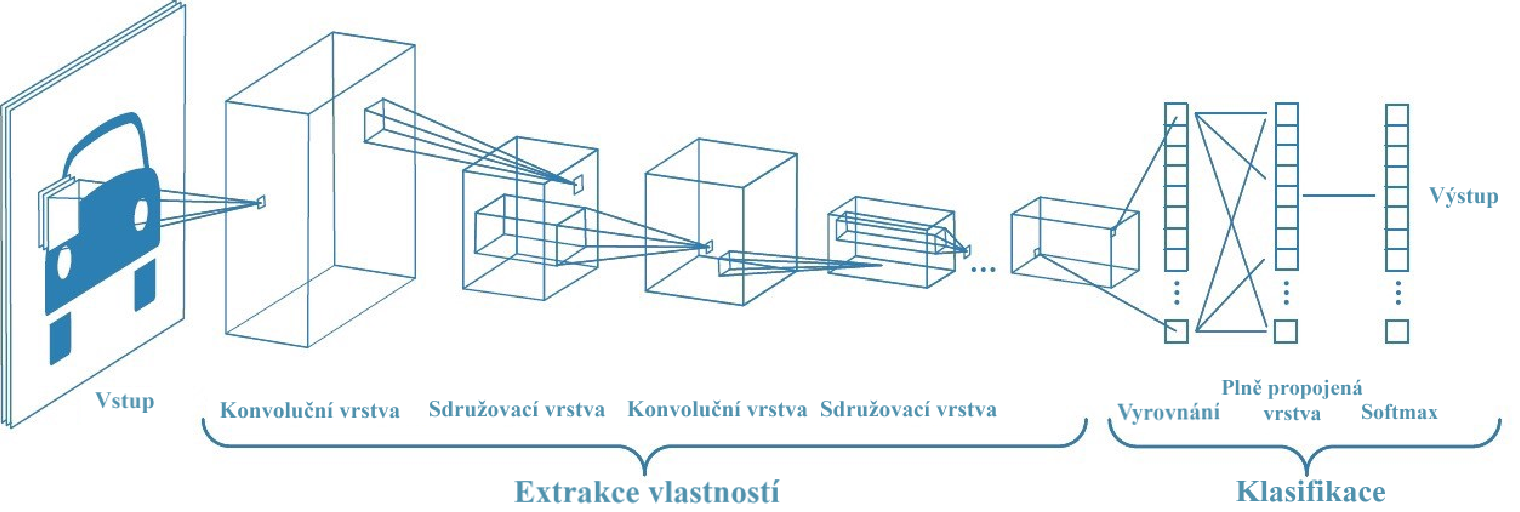 Výstup
Vstup
Konvoluční vrstva
Sdružovací vrstva
Konvoluční vrstva
Sdružovací vrstva
Vyrovnání
Plně propojená
vrstva
Softmax
Extrakce vlastností
Klasifikace